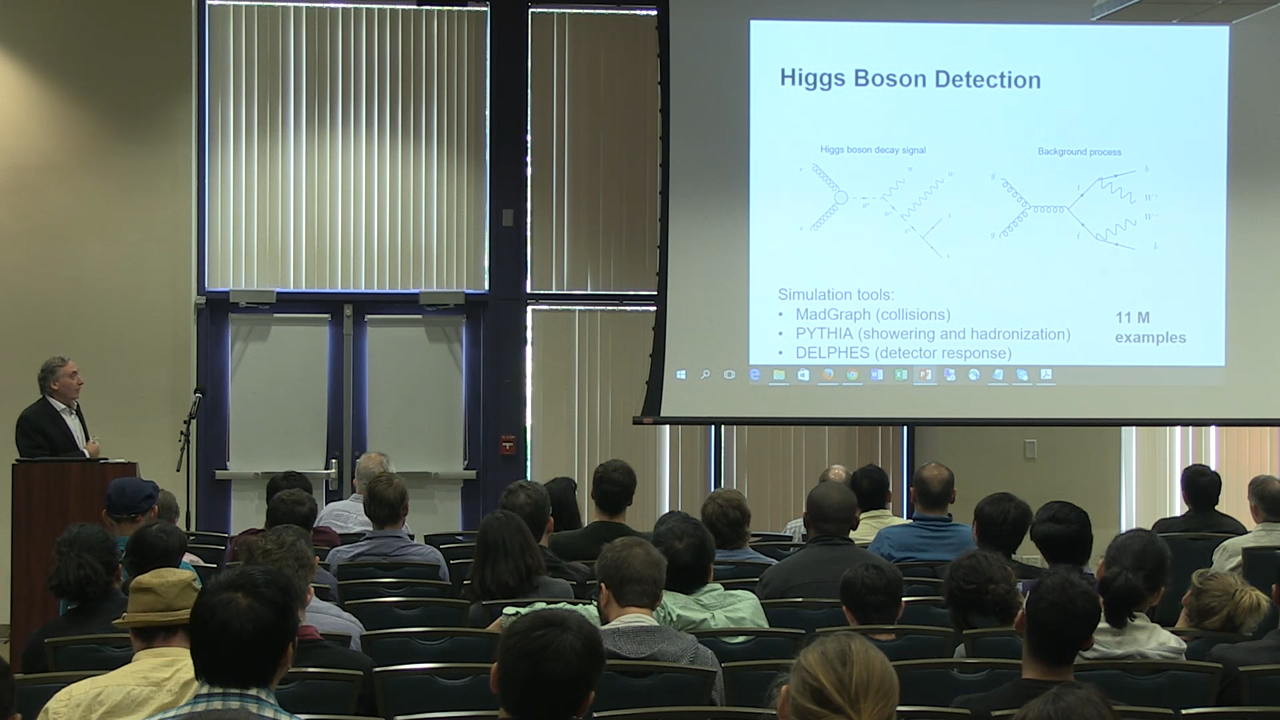 Higgs Boson Detection
Higgs boson decay signal
Background process
Simulation tools:
• MadGraph (collisions)
• PYTHIA (showering and hadronization)
• DELPHES (detector response)
11 M
examples